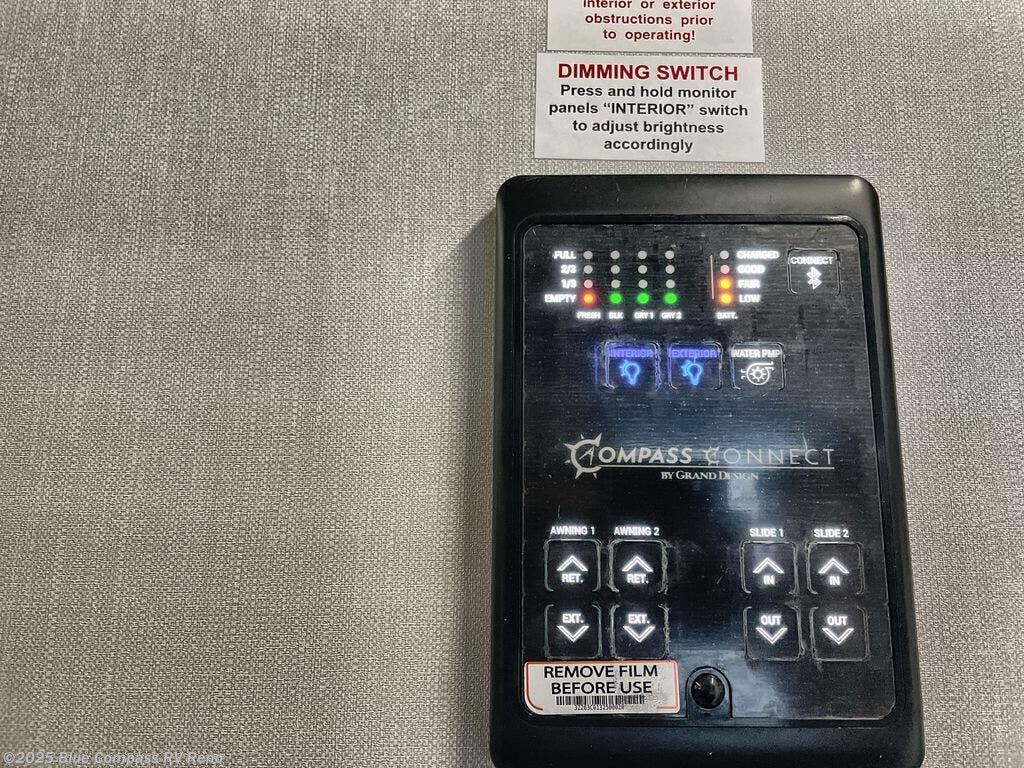 interior or exterior
obstructions prior
to operating!
DIMMING SWITCH
Press and hold monitor
panels “INTERIOR” switch
to adjust brightness
accordingly
FULL
2/3
1/3
EMPTY
FRESH BLK GRY 1 GRY 2
CHARGED
GOOD
FAIR
LOW
BATT.
CONNECT
INTERIOR EXTERIOR WATER PMP
COMPASS CONNECT
BY GRAND DESIGN
AWNING 1 AWNING 2 SLIDE 1 SLIDE 2
RET. RET. IN IN
EXT. EXT. OUT OUT
REMOVE FILM
BEFORE USE
©2025 Blue Compass RV Reno